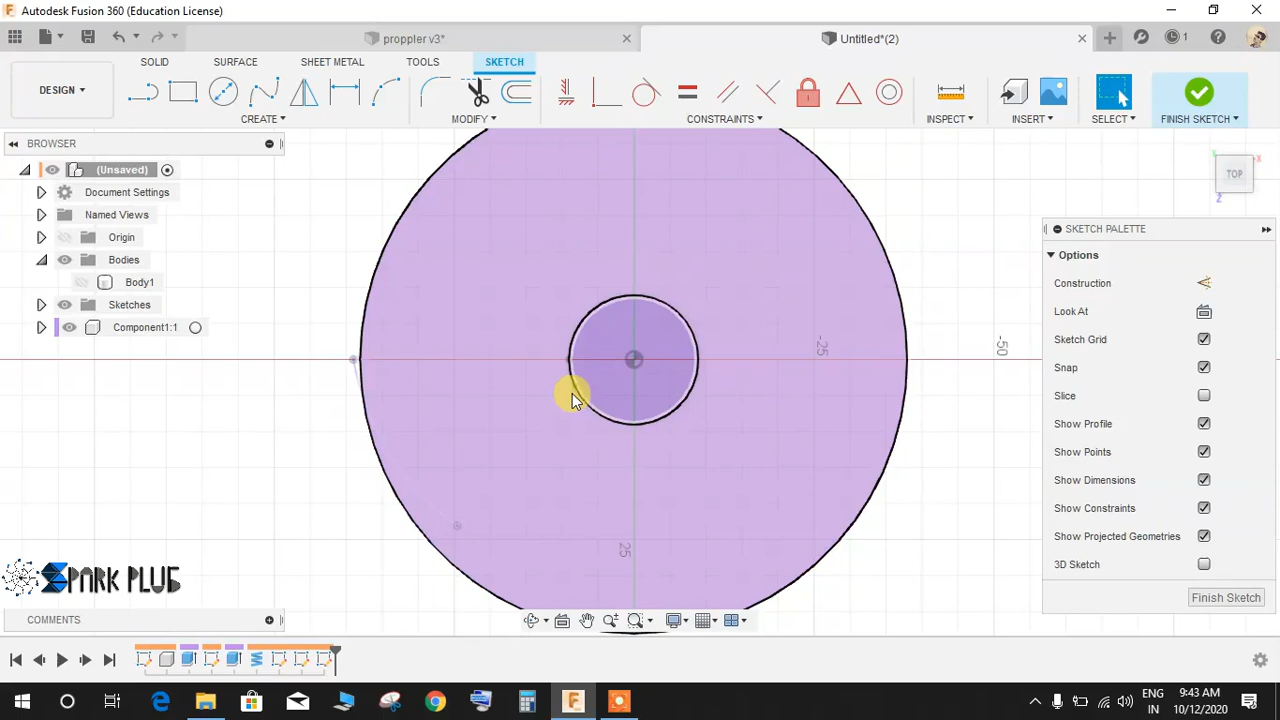 Autodesk Fusion 360 (Education License)
proppler v3*
Untitled*(2)
1
SOLID
SURFACE
SHEET METAL
TOOLS
SKETCH
DESIGN
CREATE
MODIFY
CONSTRAINTS
INSPECT
INSERT
SELECT
FINISH SKETCH
BROWSER
(Unsaved)
Document Settings
Named Views
Origin
Bodies
Body1
Sketches
Component1:1
TOP
X
Z
-25
-50
25
SKETCH PALETTE
Options
Construction
Look At
Sketch Grid
Snap
Slice
Show Profile
Show Points
Show Dimensions
Show Constraints
Show Projected Geometries
3D Sketch
Finish Sketch
SPARK PLUG
COMMENTS
ENG
IN
9:43 AM
10/12/2020